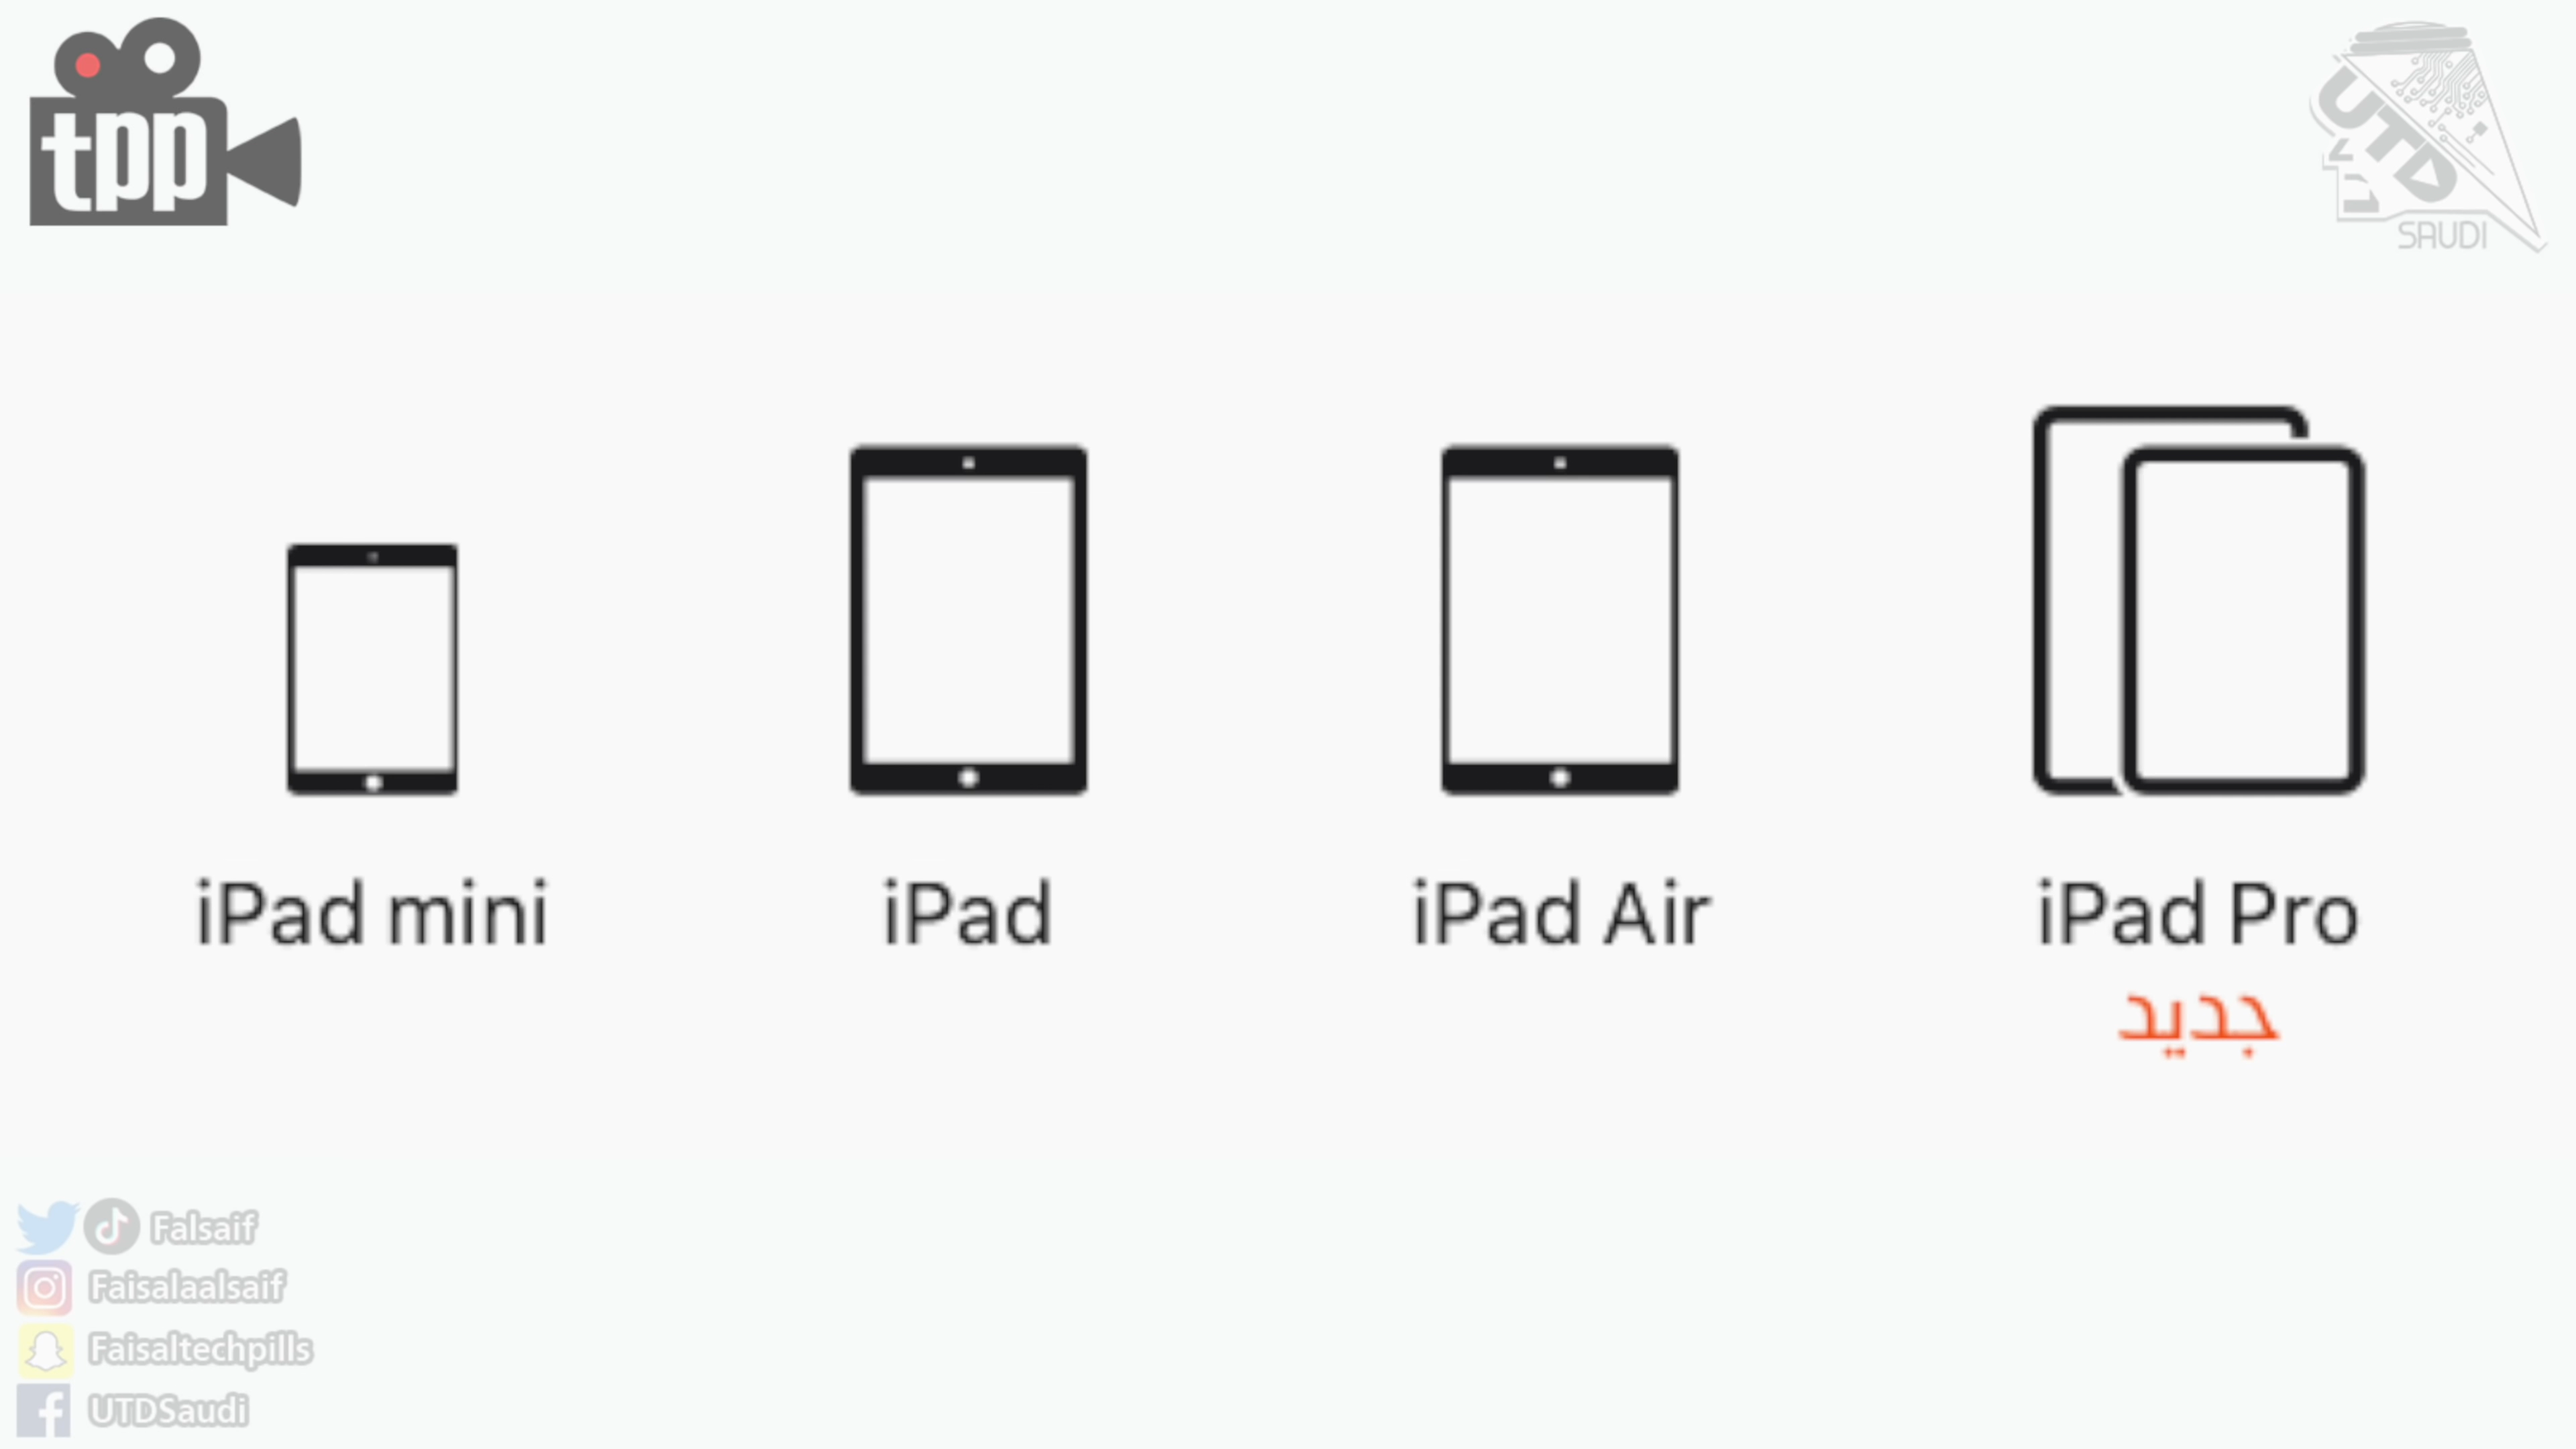 tpp
UTD
SAUDI
iPad mini
iPad
iPad Air
iPad Pro
جديد
Falsaif
Faisalaalsaif
Faisaltechpills
UTDSaudi